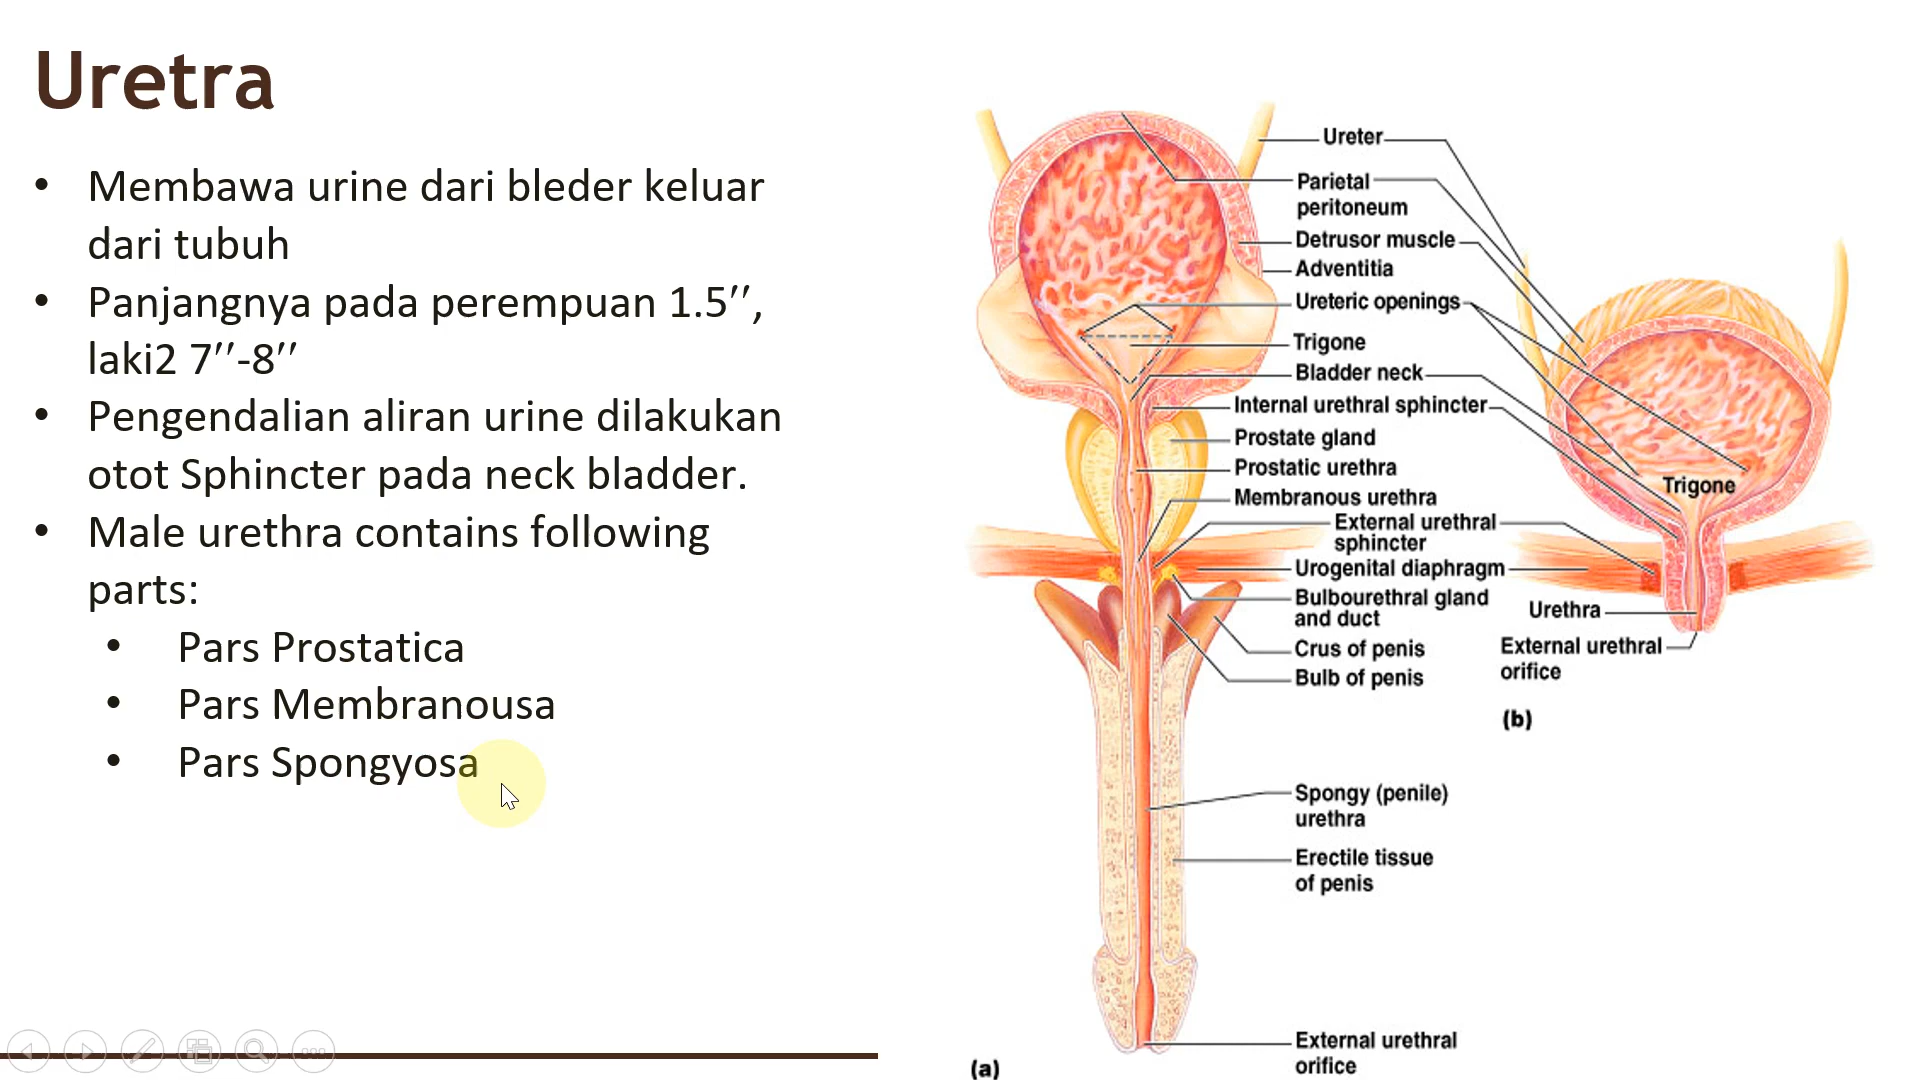 Uretra
• Membawa urine dari bleder keluar
dari tubuh
• Panjangnya pada perempuan 1.5’’,
laki2 7’’-8’’
• Pengendalian aliran urine dilakukan
otot Sphincter pada neck bladder.
• Male urethra contains following
parts:
• Pars Prostatica
• Pars Membranousa
• Pars Spongyosa
Ureter
Parietal
peritoneum
Detrusor muscle
Adventitia
Ureteric openings
Trigone
Bladder neck
Internal urethral sphincter
Prostate gland
Prostatic urethra
Membranous urethra
External urethral
sphincter
Urogenital diaphragm
Bulbourethral gland
and duct
Crus of penis
Bulb of penis
Spongy (penile)
urethra
Erectile tissue
of penis
External urethral
orifice
(a)
Trigone
Urethra
External urethral
orifice
(b)